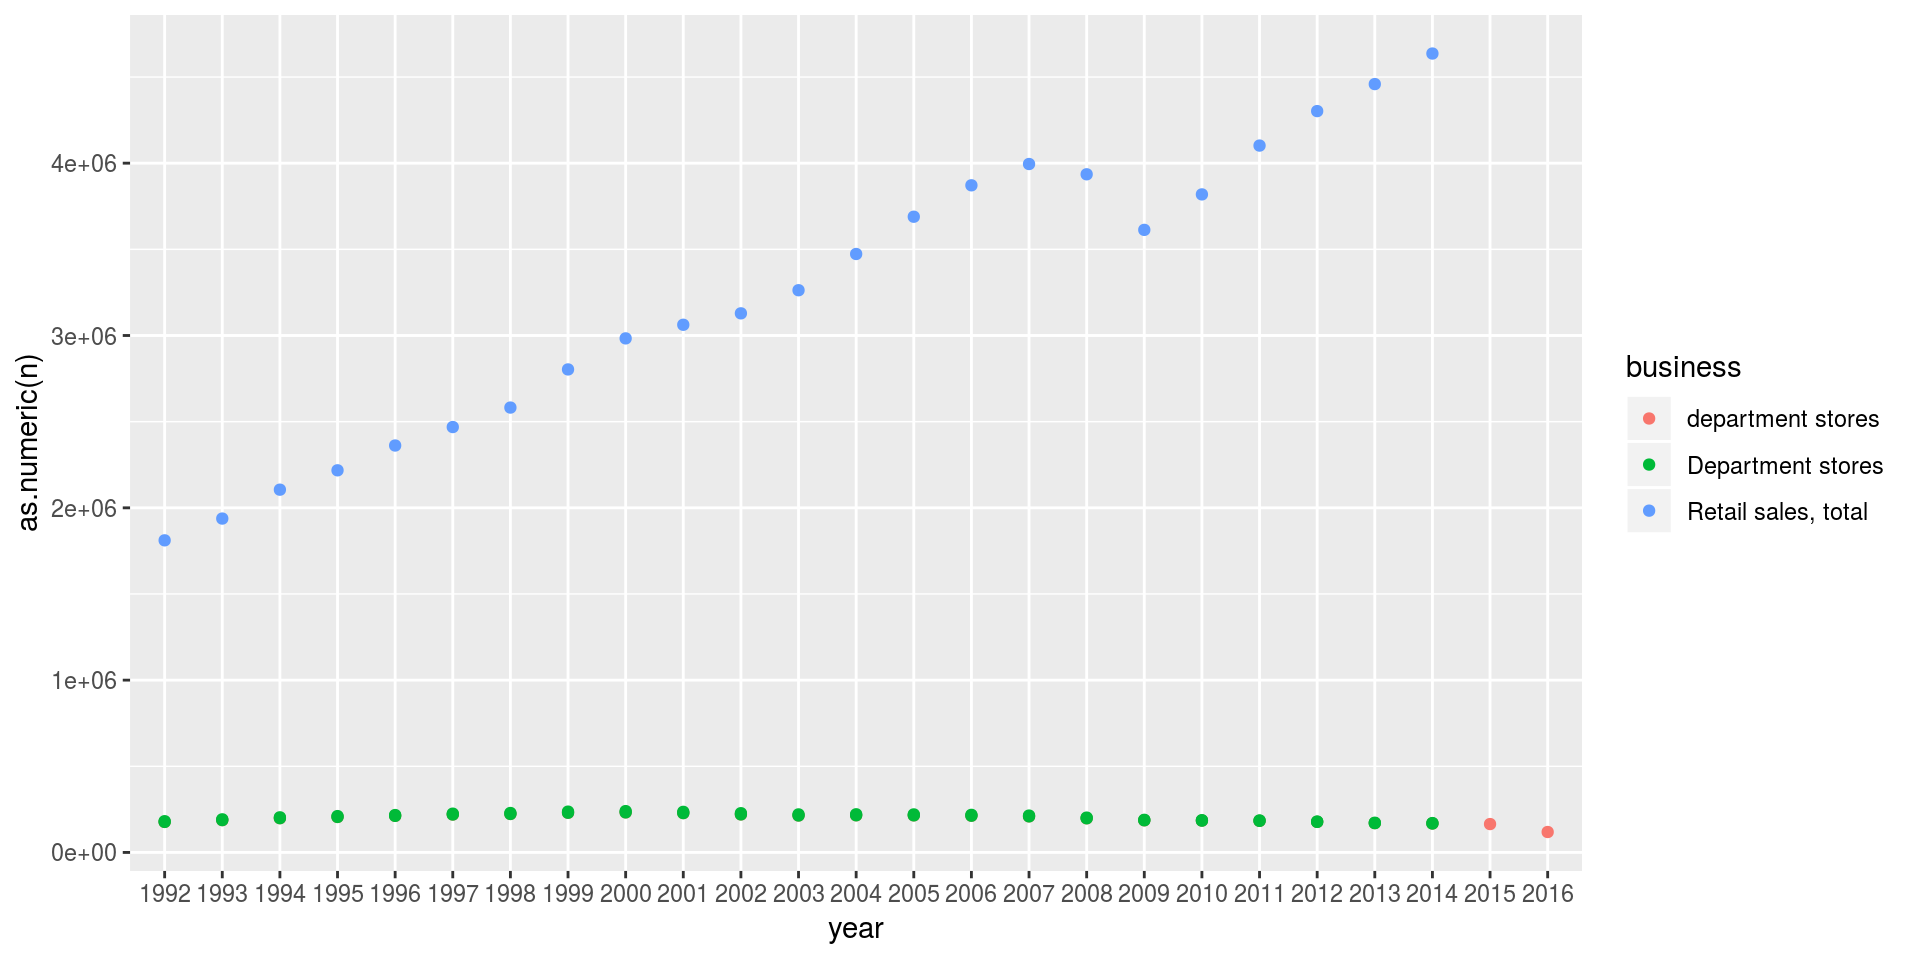 as.numeric(n)
4e+06
3e+06
2e+06
1e+06
0e+00
1992 1993 1994 1995 1996 1997 1998 1999 2000 2001 2002 2003 2004 2005 2006 2007 2008 2009 2010 2011 2012 2013 2014 2015 2016
year
business
department stores
Department stores
Retail sales, total